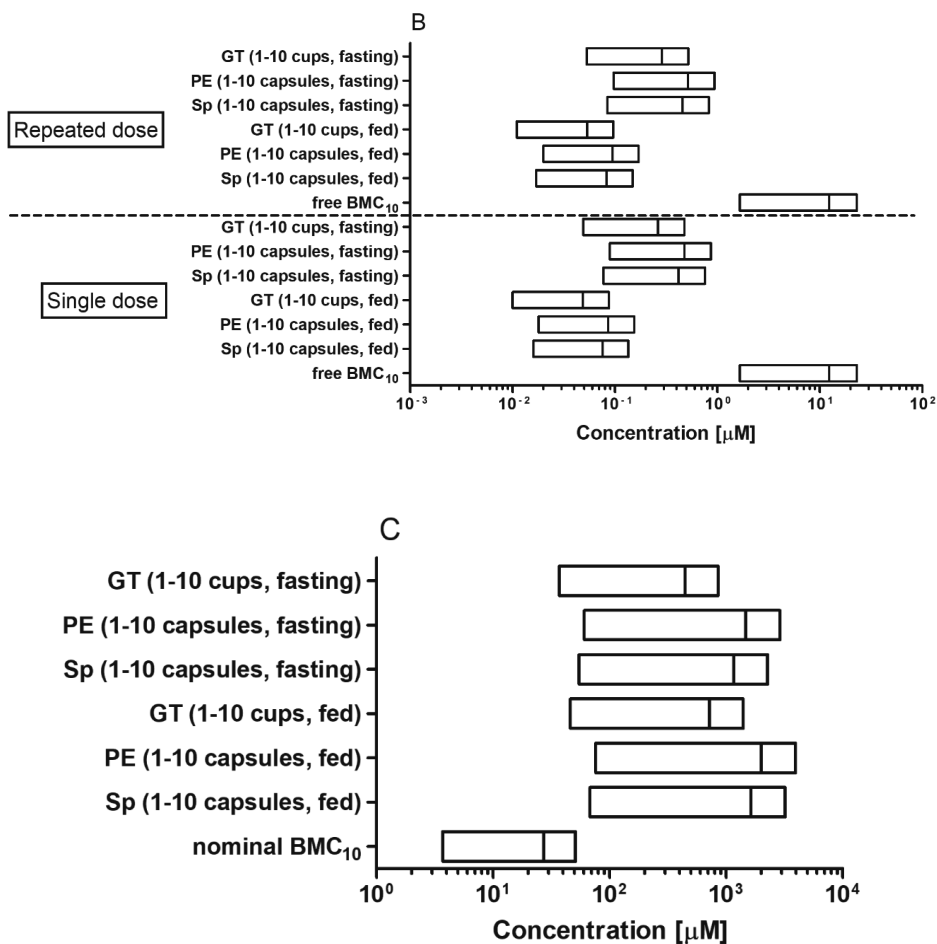 B
GT (1-10 cups, fasting)
PE (1-10 capsules, fasting)
Sp (1-10 capsules, fasting)
Repeated dose
GT (1-10 cups, fed)
PE (1-10 capsules, fed)
Sp (1-10 capsules, fed)
free BMC₁₀
GT (1-10 cups, fasting)
PE (1-10 capsules, fasting)
Sp (1-10 capsules, fasting)
Single dose
GT (1-10 cups, fed)
PE (1-10 capsules, fed)
Sp (1-10 capsules, fed)
free BMC₁₀
10⁻³ 10⁻² 10⁻¹ 10⁰ 10¹ 10²
Concentration [μM]
C
GT (1-10 cups, fasting)
PE (1-10 capsules, fasting)
Sp (1-10 capsules, fasting)
GT (1-10 cups, fed)
PE (1-10 capsules, fed)
Sp (1-10 capsules, fed)
nominal BMC₁₀
10⁰ 10¹ 10² 10³ 10⁴
Concentration [μM]